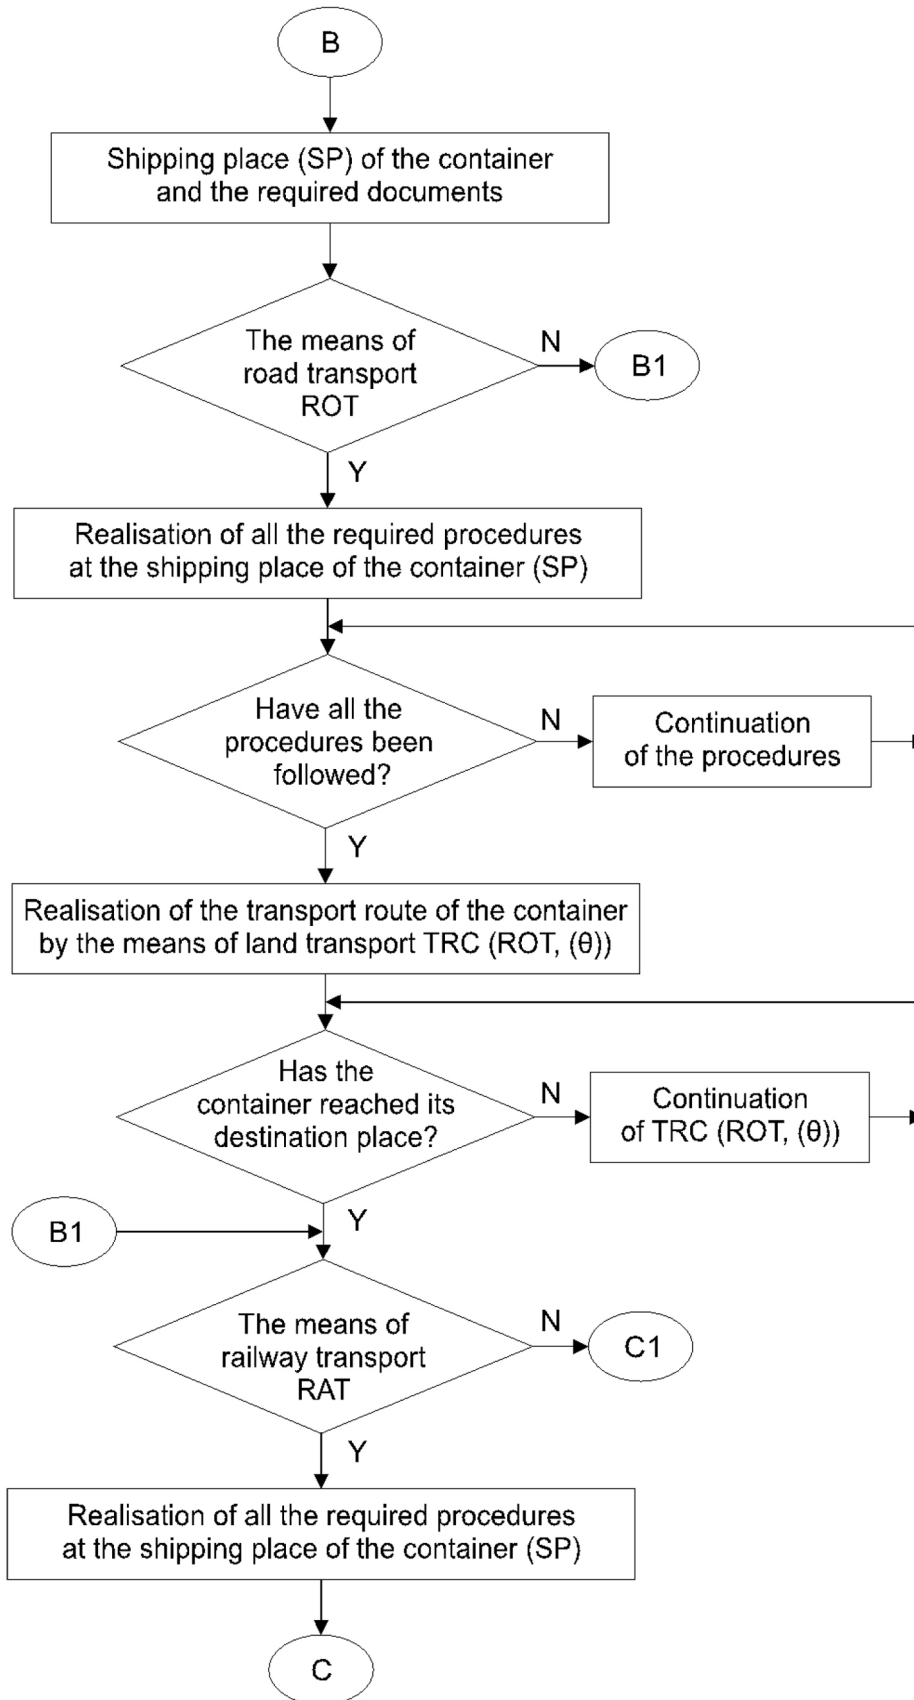 B
Shipping place (SP) of the container
and the required documents
The means of
road transport
ROT
N
B1
Y
Realisation of all the required procedures
at the shipping place of the container (SP)
Have all the
procedures been
followed?
N
Continuation
of the procedures
Y
Realisation of the transport route of the container
by the means of land transport TRC (ROT, (θ))
Has the
container reached its
destination place?
N
Continuation
of TRC (ROT, (θ))
Y
B1
The means of
railway transport
RAT
N
C1
Y
Realisation of all the required procedures
at the shipping place of the container (SP)
C